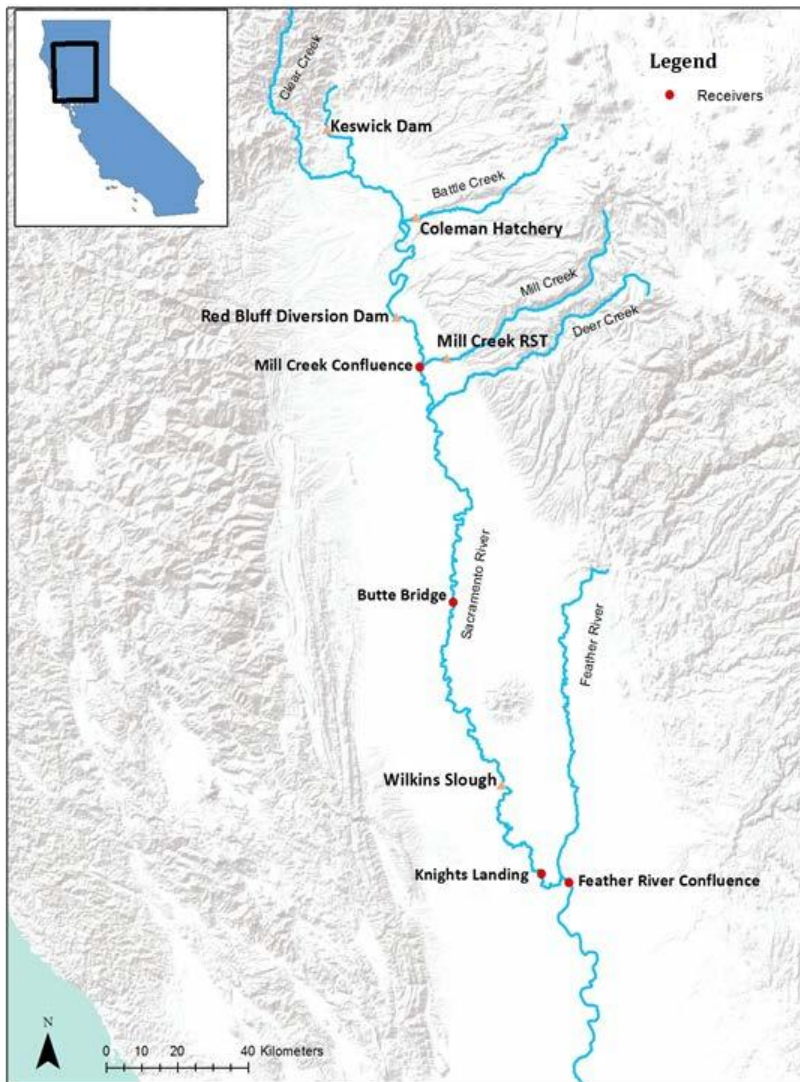 Clear Creek
Legend
Receivers
Keswick Dam
Battle Creek
Coleman Hatchery
Mill Creek
Red Bluff Diversion Dam
Deer Creek
Mill Creek RST
Mill Creek Confluence
Butte Bridge
Sacramento River
Feather River
Wilkins Slough
Knights Landing
Feather River Confluence
N
0 5 10 20 30 40 Kilometers